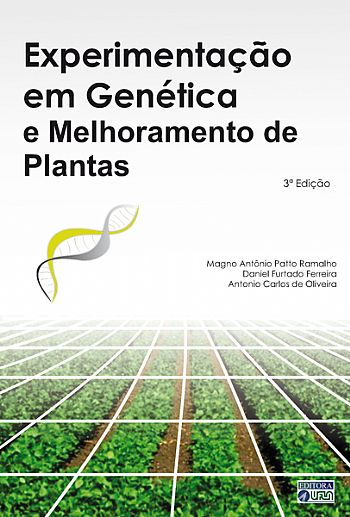 Experimentação
em Genética
e Melhoramento de
Plantas
3ª Edição
Magno Antônio Patto Ramalho
Daniel Furtado Ferreira
Antonio Carlos de Oliveira
EDITORA
UFLA